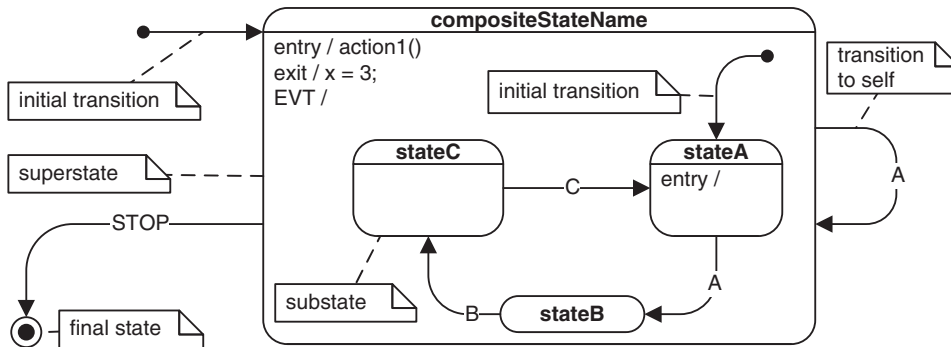 compositeStateName
entry / action1()
exit / x = 3;
EVT /
initial transition
initial transition
transition
to self
superstate
stateC
stateA
entry /
C
A
STOP
A
substate
B
stateB
final state